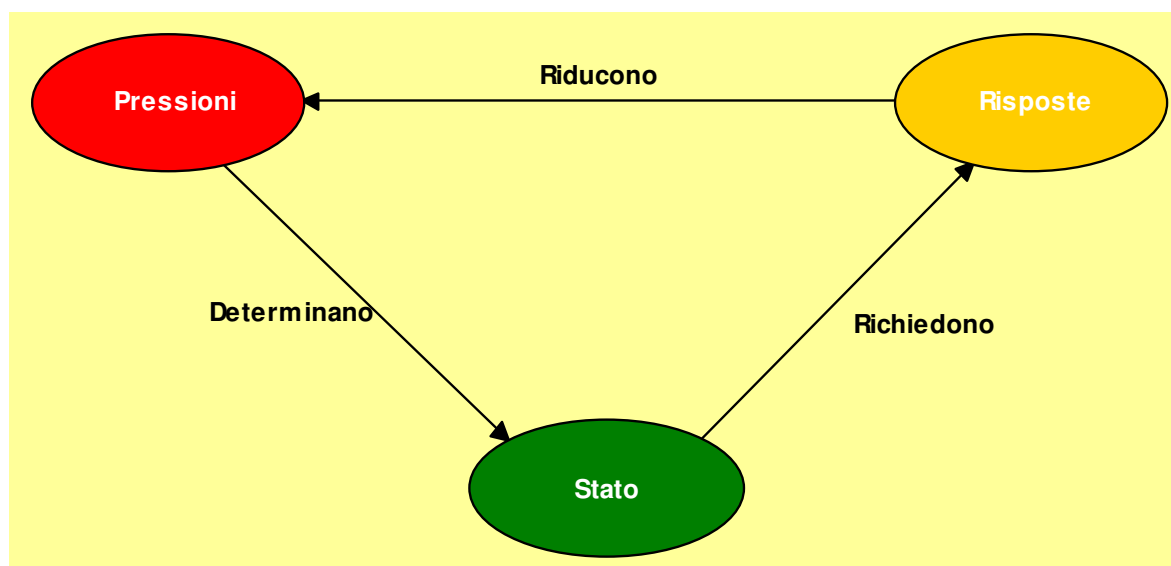 Riducono
Pressioni
Risposte
Determinano
Richiedono
Stato